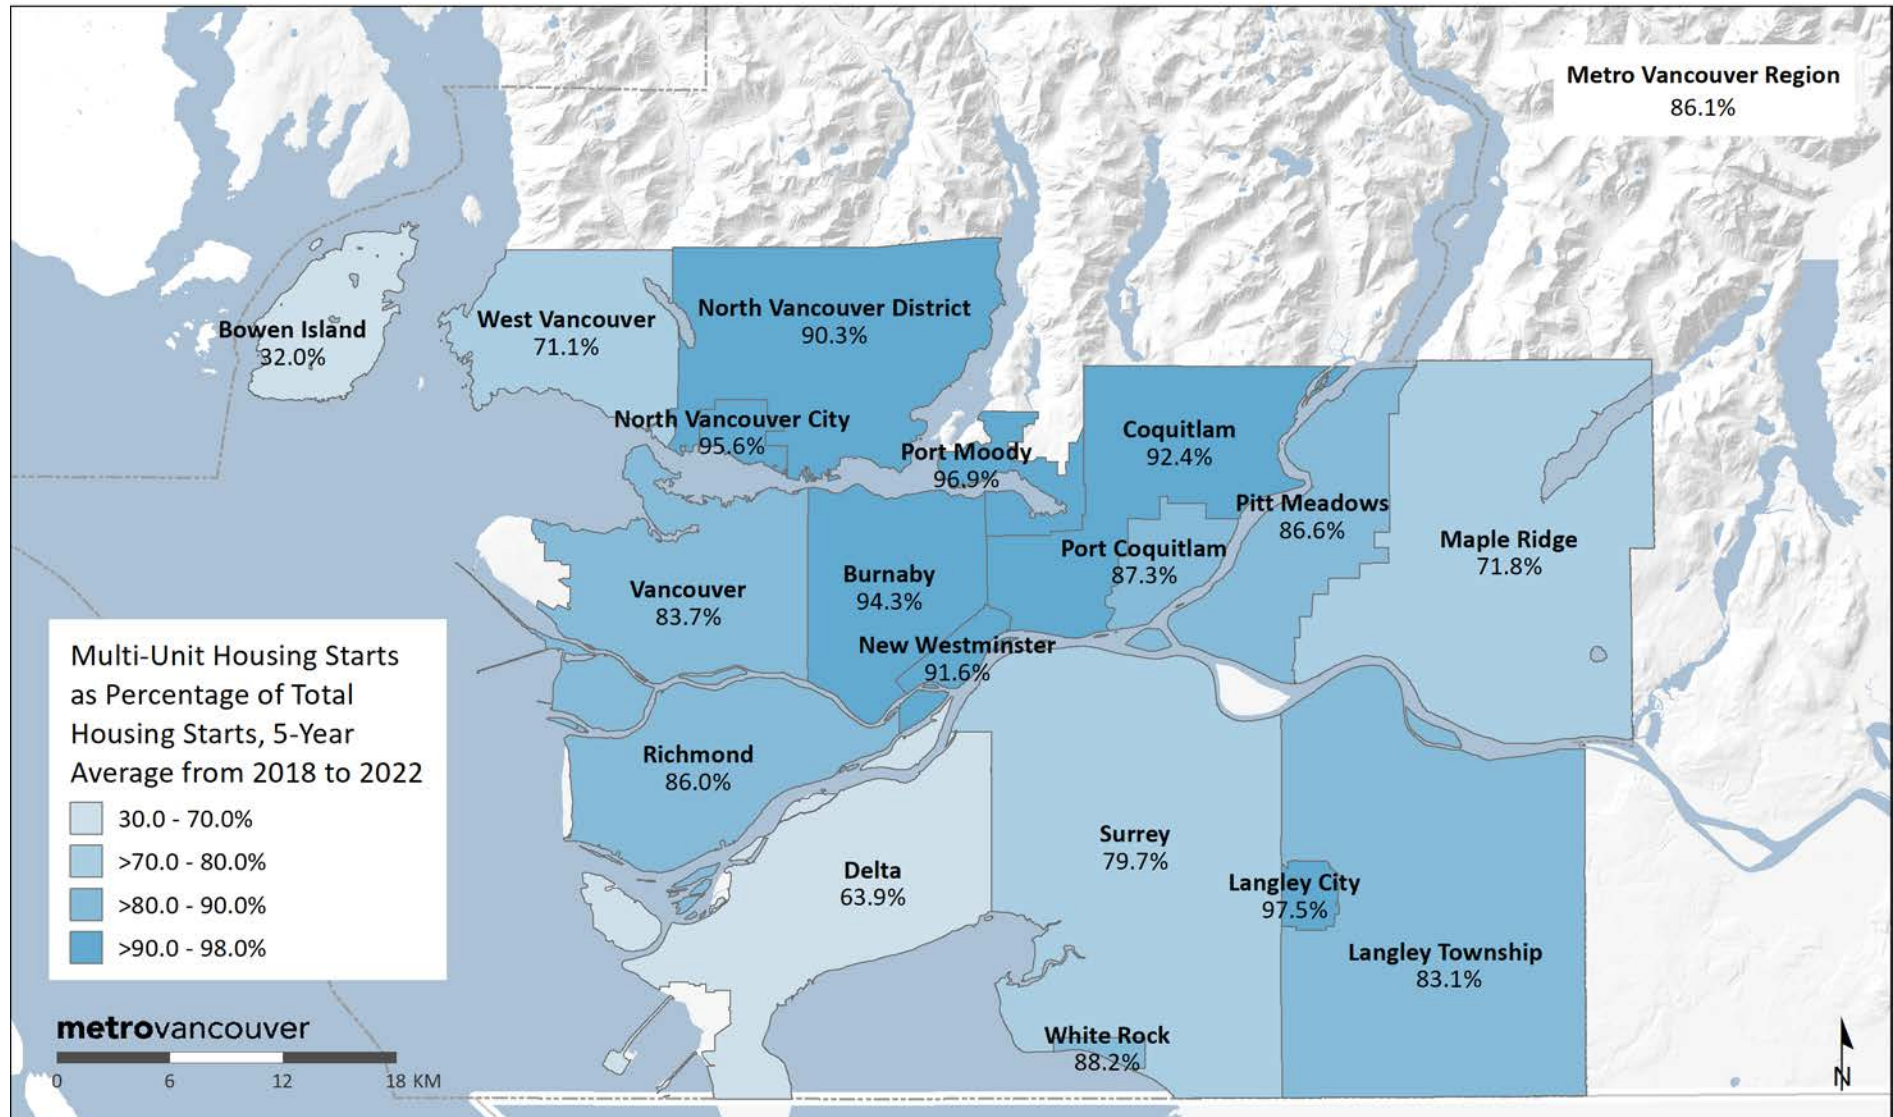 Metro Vancouver Region
86.1%
Bowen Island
32.0%
West Vancouver
71.1%
North Vancouver District
90.3%
North Vancouver City
95.6%
Port Moody
96.9%
Coquitlam
92.4%
Pitt Meadows
86.6%
Maple Ridge
71.8%
Port Coquitlam
87.3%
Vancouver
83.7%
Burnaby
94.3%
New Westminster
91.6%
Richmond
86.0%
Delta
63.9%
Surrey
79.7%
Langley City
97.5%
Langley Township
83.1%
White Rock
88.2%
Multi-Unit Housing Starts
as Percentage of Total
Housing Starts, 5-Year
Average from 2018 to 2022
30.0 - 70.0%
>70.0 - 80.0%
>80.0 - 90.0%
>90.0 - 98.0%
metrovancouver
0 6 12 18 KM
N